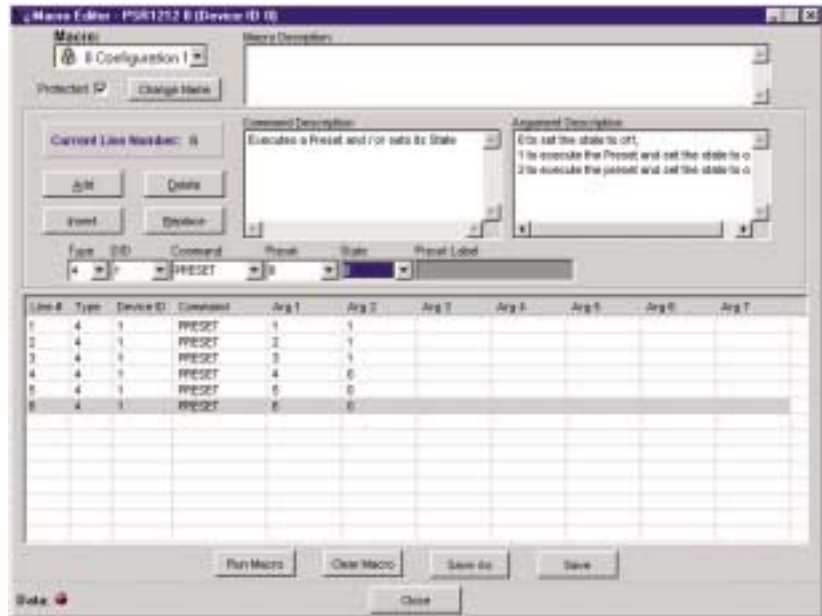 Macro Editor - PSR1212 8 (Device ID 0)
Macro:
8 Configuration 1
Macro Description
Protected
Change Name
Current Line Number: 6
Command Description
Executes a Preset and / or sets its State
Argument Description
0 to set the state to off,
1 to execute the Preset and set the state to o
2 to execute the preset and set the state to o
Add
Delete
Insert
Replace
Type DID Command Preset State Preset Label
4 1 PRESET 6
Line # Type Device ID Command Arg 1 Arg 2 Arg 3 Arg 4 Arg 5 Arg 6 Arg 7
1 4 1 PRESET 1 1
2 4 1 PRESET 2 1
3 4 1 PRESET 3 1
4 4 1 PRESET 4 0
5 4 1 PRESET 5 0
6 4 1 PRESET 6 0
Run Macro
Clear Macro
Save As
Save
Data
Close